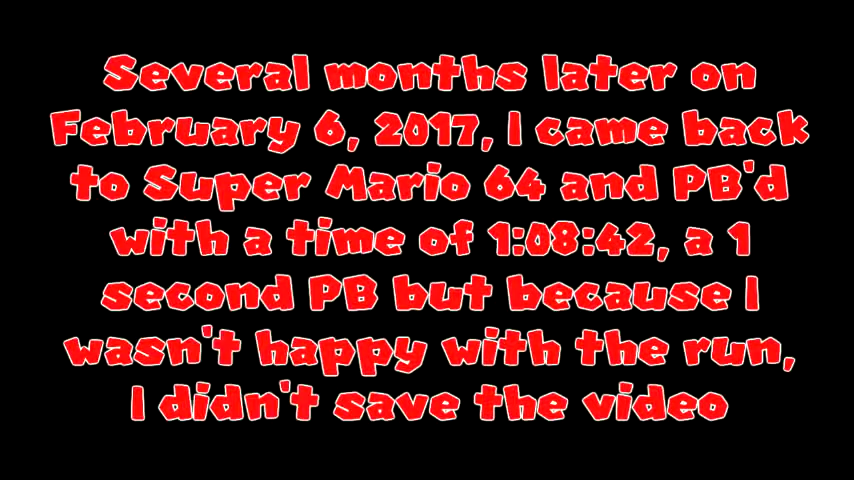 Several months later on
February 6, 2017, I came back
to Super Mario 64 and PB'd
with a time of 1:08:42, a 1
second PB but because I
wasn't happy with the run,
I didn't save the video